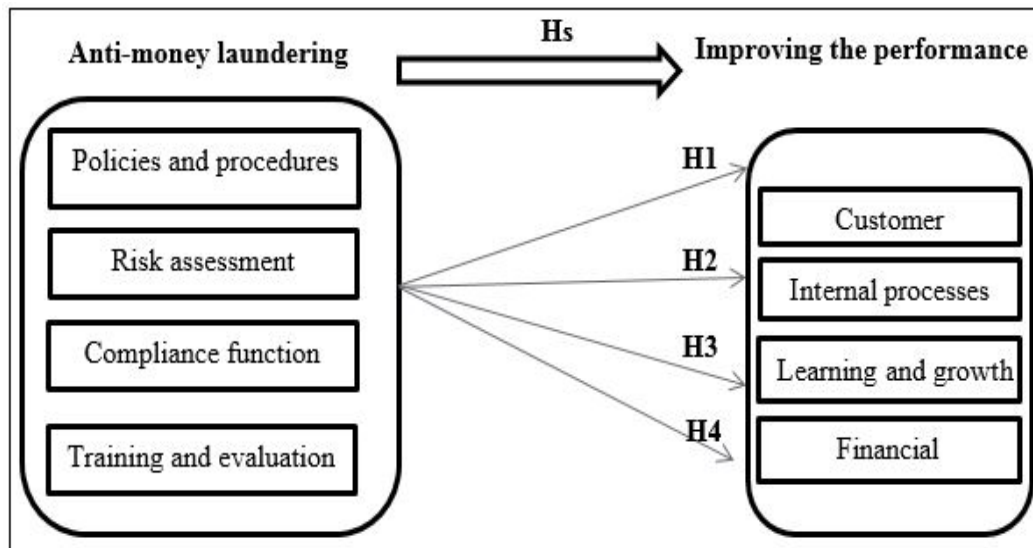 Hs
Anti-money laundering
Improving the performance
Policies and procedures
Risk assessment
Compliance function
Training and evaluation
H1
H2
H3
H4
Customer
Internal processes
Learning and growth
Financial